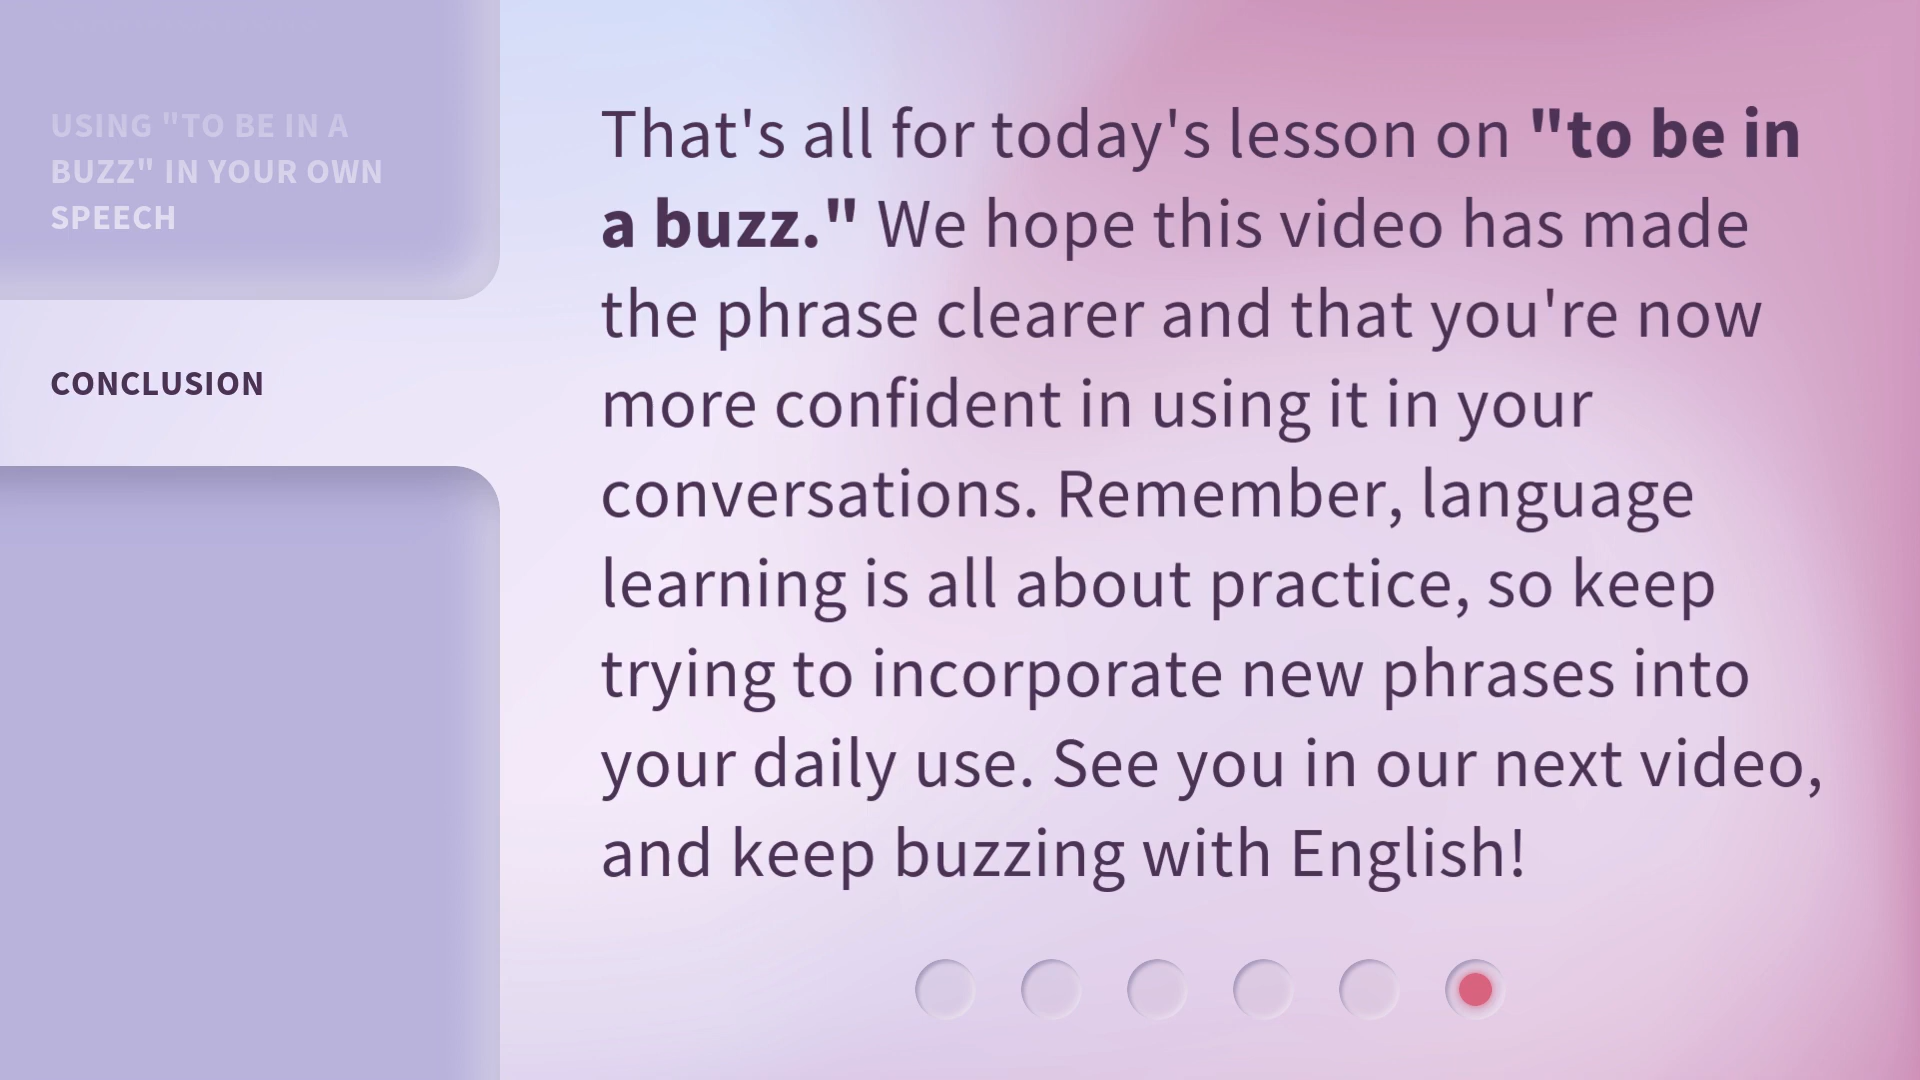 USING "TO BE IN A
BUZZ" IN YOUR OWN
SPEECH
CONCLUSION
That's all for today's lesson on "to be in
a buzz." We hope this video has made
the phrase clearer and that you're now
more confident in using it in your
conversations. Remember, language
learning is all about practice, so keep
trying to incorporate new phrases into
your daily use. See you in our next video,
and keep buzzing with English!